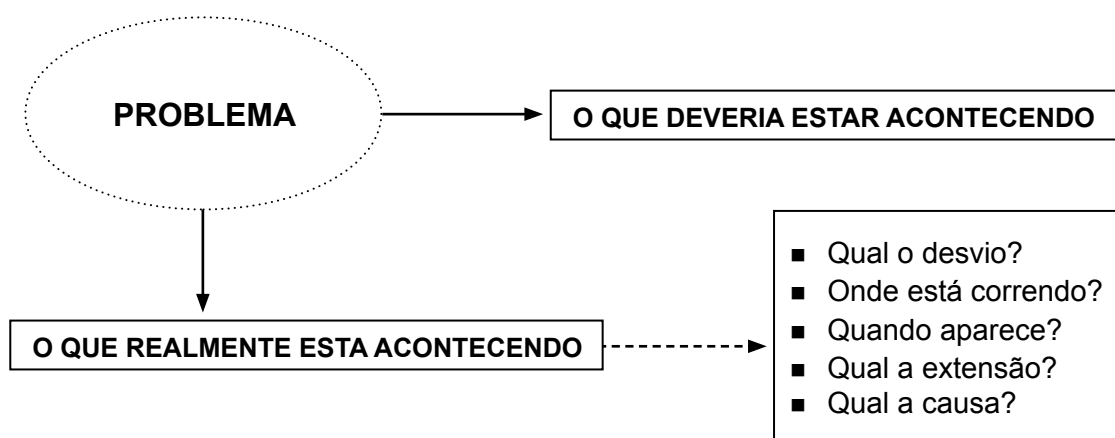 PROBLEMA
O QUE DEVERIA ESTAR ACONTECENDO
O QUE REALMENTE ESTA ACONTECENDO
■ Qual o desvio?
■ Onde está correndo?
■ Quando aparece?
■ Qual a extensão?
■ Qual a causa?